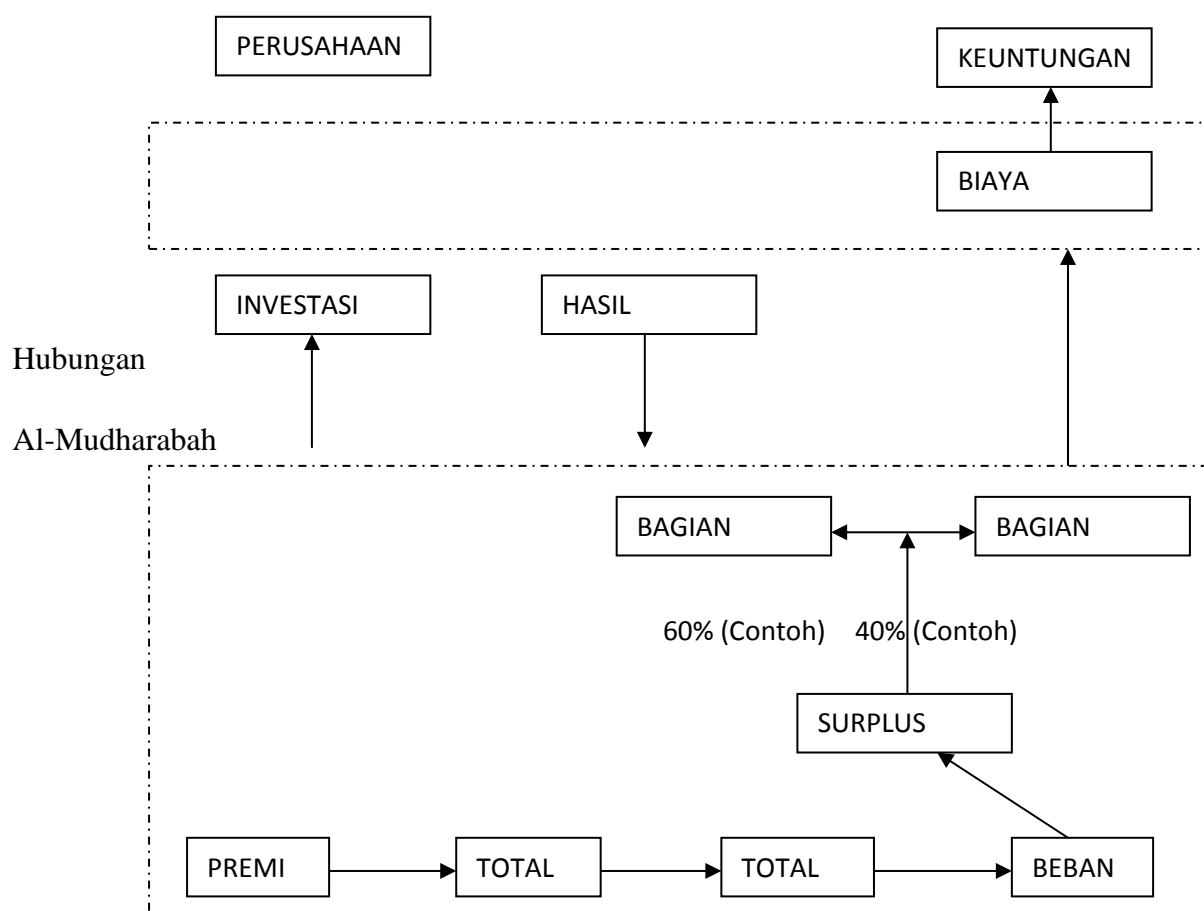 PERUSAHAAN
KEUNTUNGAN
BIAYA
INVESTASI
HASIL
Hubungan
Al-Mudharabah
BAGIAN
BAGIAN
60% (Contoh)
40% (Contoh)
SURPLUS
PREMI
TOTAL
TOTAL
BEBAN